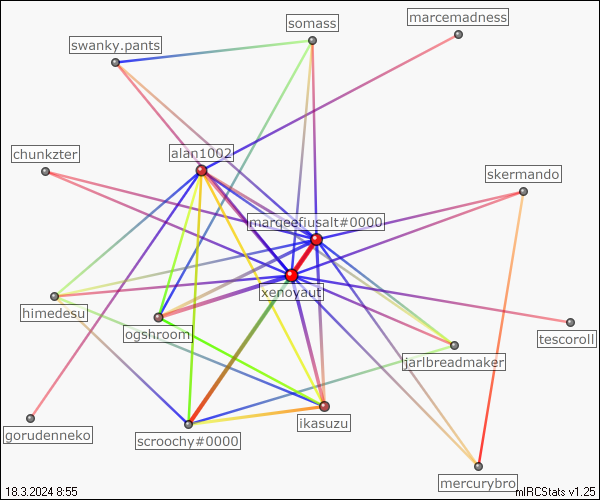 marcemadness
somass
swanky.pants
chunkzter
alan1002
skermando
marqeefjusalt#0000
xenoyaut
himedesu
ogshroom
tescoroll
jarlbreadmaker
ikasuzu
gorudenneko
scroochy#0000
mercurybro
18.3.2024 8:55
mIRCStats v1.25